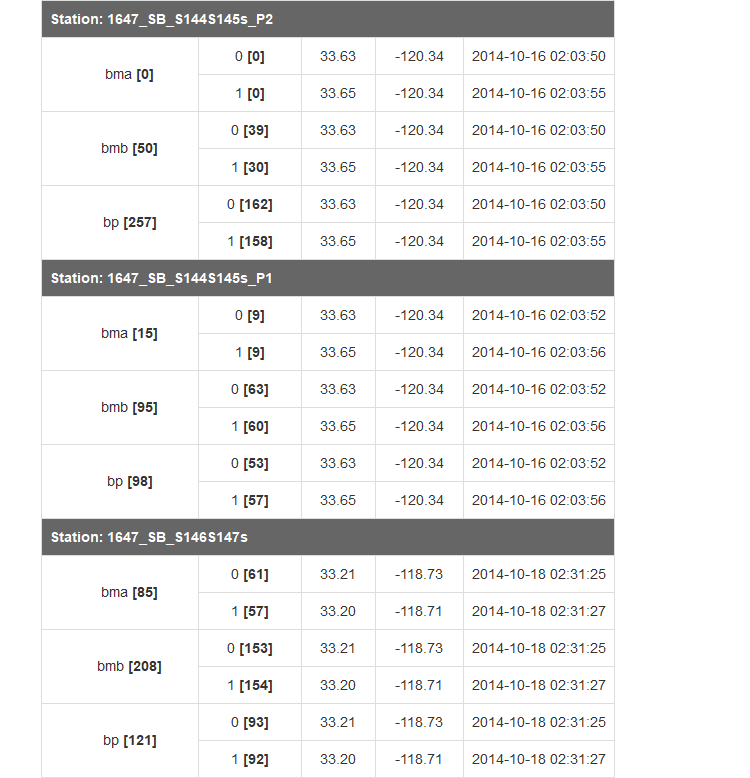 Station: 1647_SB_S144S145s_P2
bma [0]
0 [0] 33.63 -120.34 2014-10-16 02:03:50
1 [0] 33.65 -120.34 2014-10-16 02:03:55
bmb [50]
0 [39] 33.63 -120.34 2014-10-16 02:03:50
1 [30] 33.65 -120.34 2014-10-16 02:03:55
bp [257]
0 [162] 33.63 -120.34 2014-10-16 02:03:50
1 [158] 33.65 -120.34 2014-10-16 02:03:55
Station: 1647_SB_S144S145s_P1
bma [15]
0 [9] 33.63 -120.34 2014-10-16 02:03:52
1 [9] 33.65 -120.34 2014-10-16 02:03:56
bmb [95]
0 [63] 33.63 -120.34 2014-10-16 02:03:52
1 [60] 33.65 -120.34 2014-10-16 02:03:56
bp [98]
0 [53] 33.63 -120.34 2014-10-16 02:03:52
1 [57] 33.65 -120.34 2014-10-16 02:03:56
Station: 1647_SB_S146S147s
bma [85]
0 [61] 33.21 -118.73 2014-10-18 02:31:25
1 [57] 33.20 -118.71 2014-10-18 02:31:27
bmb [208]
0 [153] 33.21 -118.73 2014-10-18 02:31:25
1 [154] 33.20 -118.71 2014-10-18 02:31:27
bp [121]
0 [93] 33.21 -118.73 2014-10-18 02:31:25
1 [92] 33.20 -118.71 2014-10-18 02:31:27